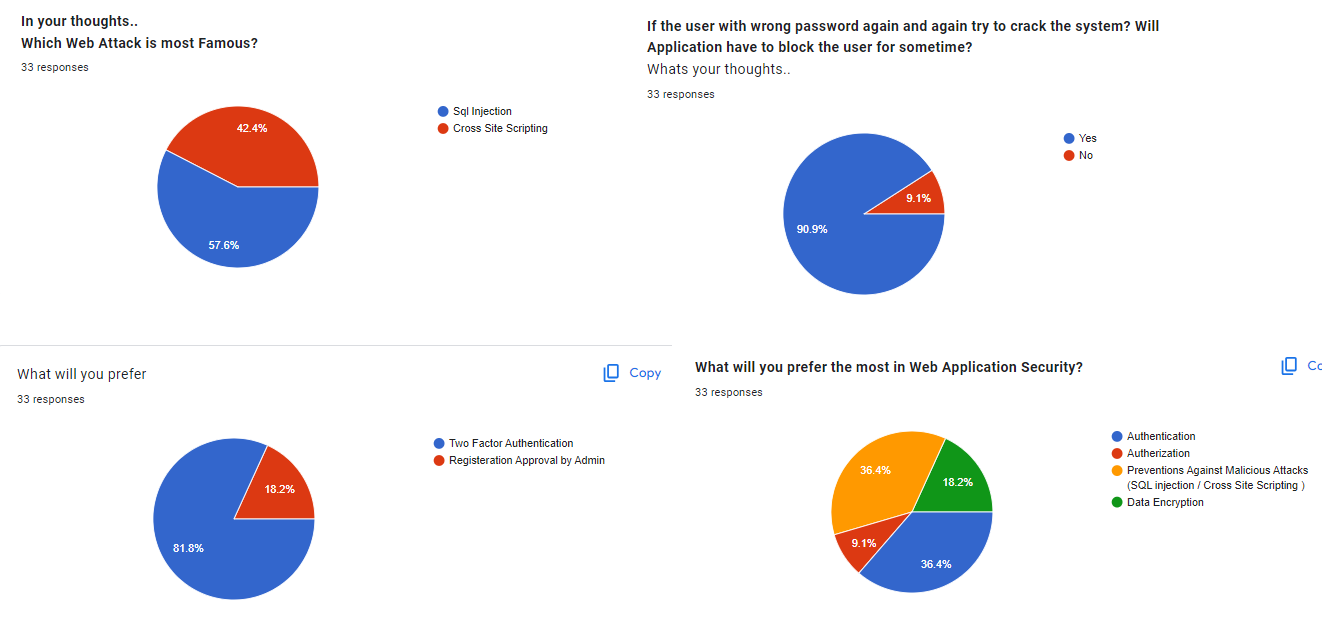 In your thoughts..
Which Web Attack is most Famous?
33 responses
Sql Injection
Cross Site Scripting
42.4%
57.6%
If the user with wrong password again and again try to crack the system? Will
Application have to block the user for sometime?
Whats your thoughts..
33 responses
Yes
No
9.1%
90.9%
What will you prefer
Copy
33 responses
Two Factor Authentication
Registeration Approval by Admin
18.2%
81.8%
What will you prefer the most in Web Application Security?
Co
33 responses
Authentication
Autherization
Preventions Against Malicious Attacks
(SQL injection / Cross Site Scripting )
Data Encryption
36.4%
18.2%
9.1%
36.4%